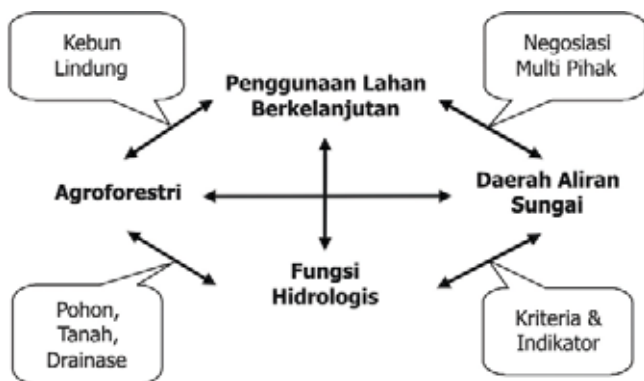 Kebun
Lindung
Negosiasi
Multi Pihak
Penggunaan Lahan
Berkelanjutan
Agroforestri
Daerah Aliran
Sungai
Fungsi
Hidrologis
Pohon,
Tanah,
Drainase
Kriteria &
Indikator